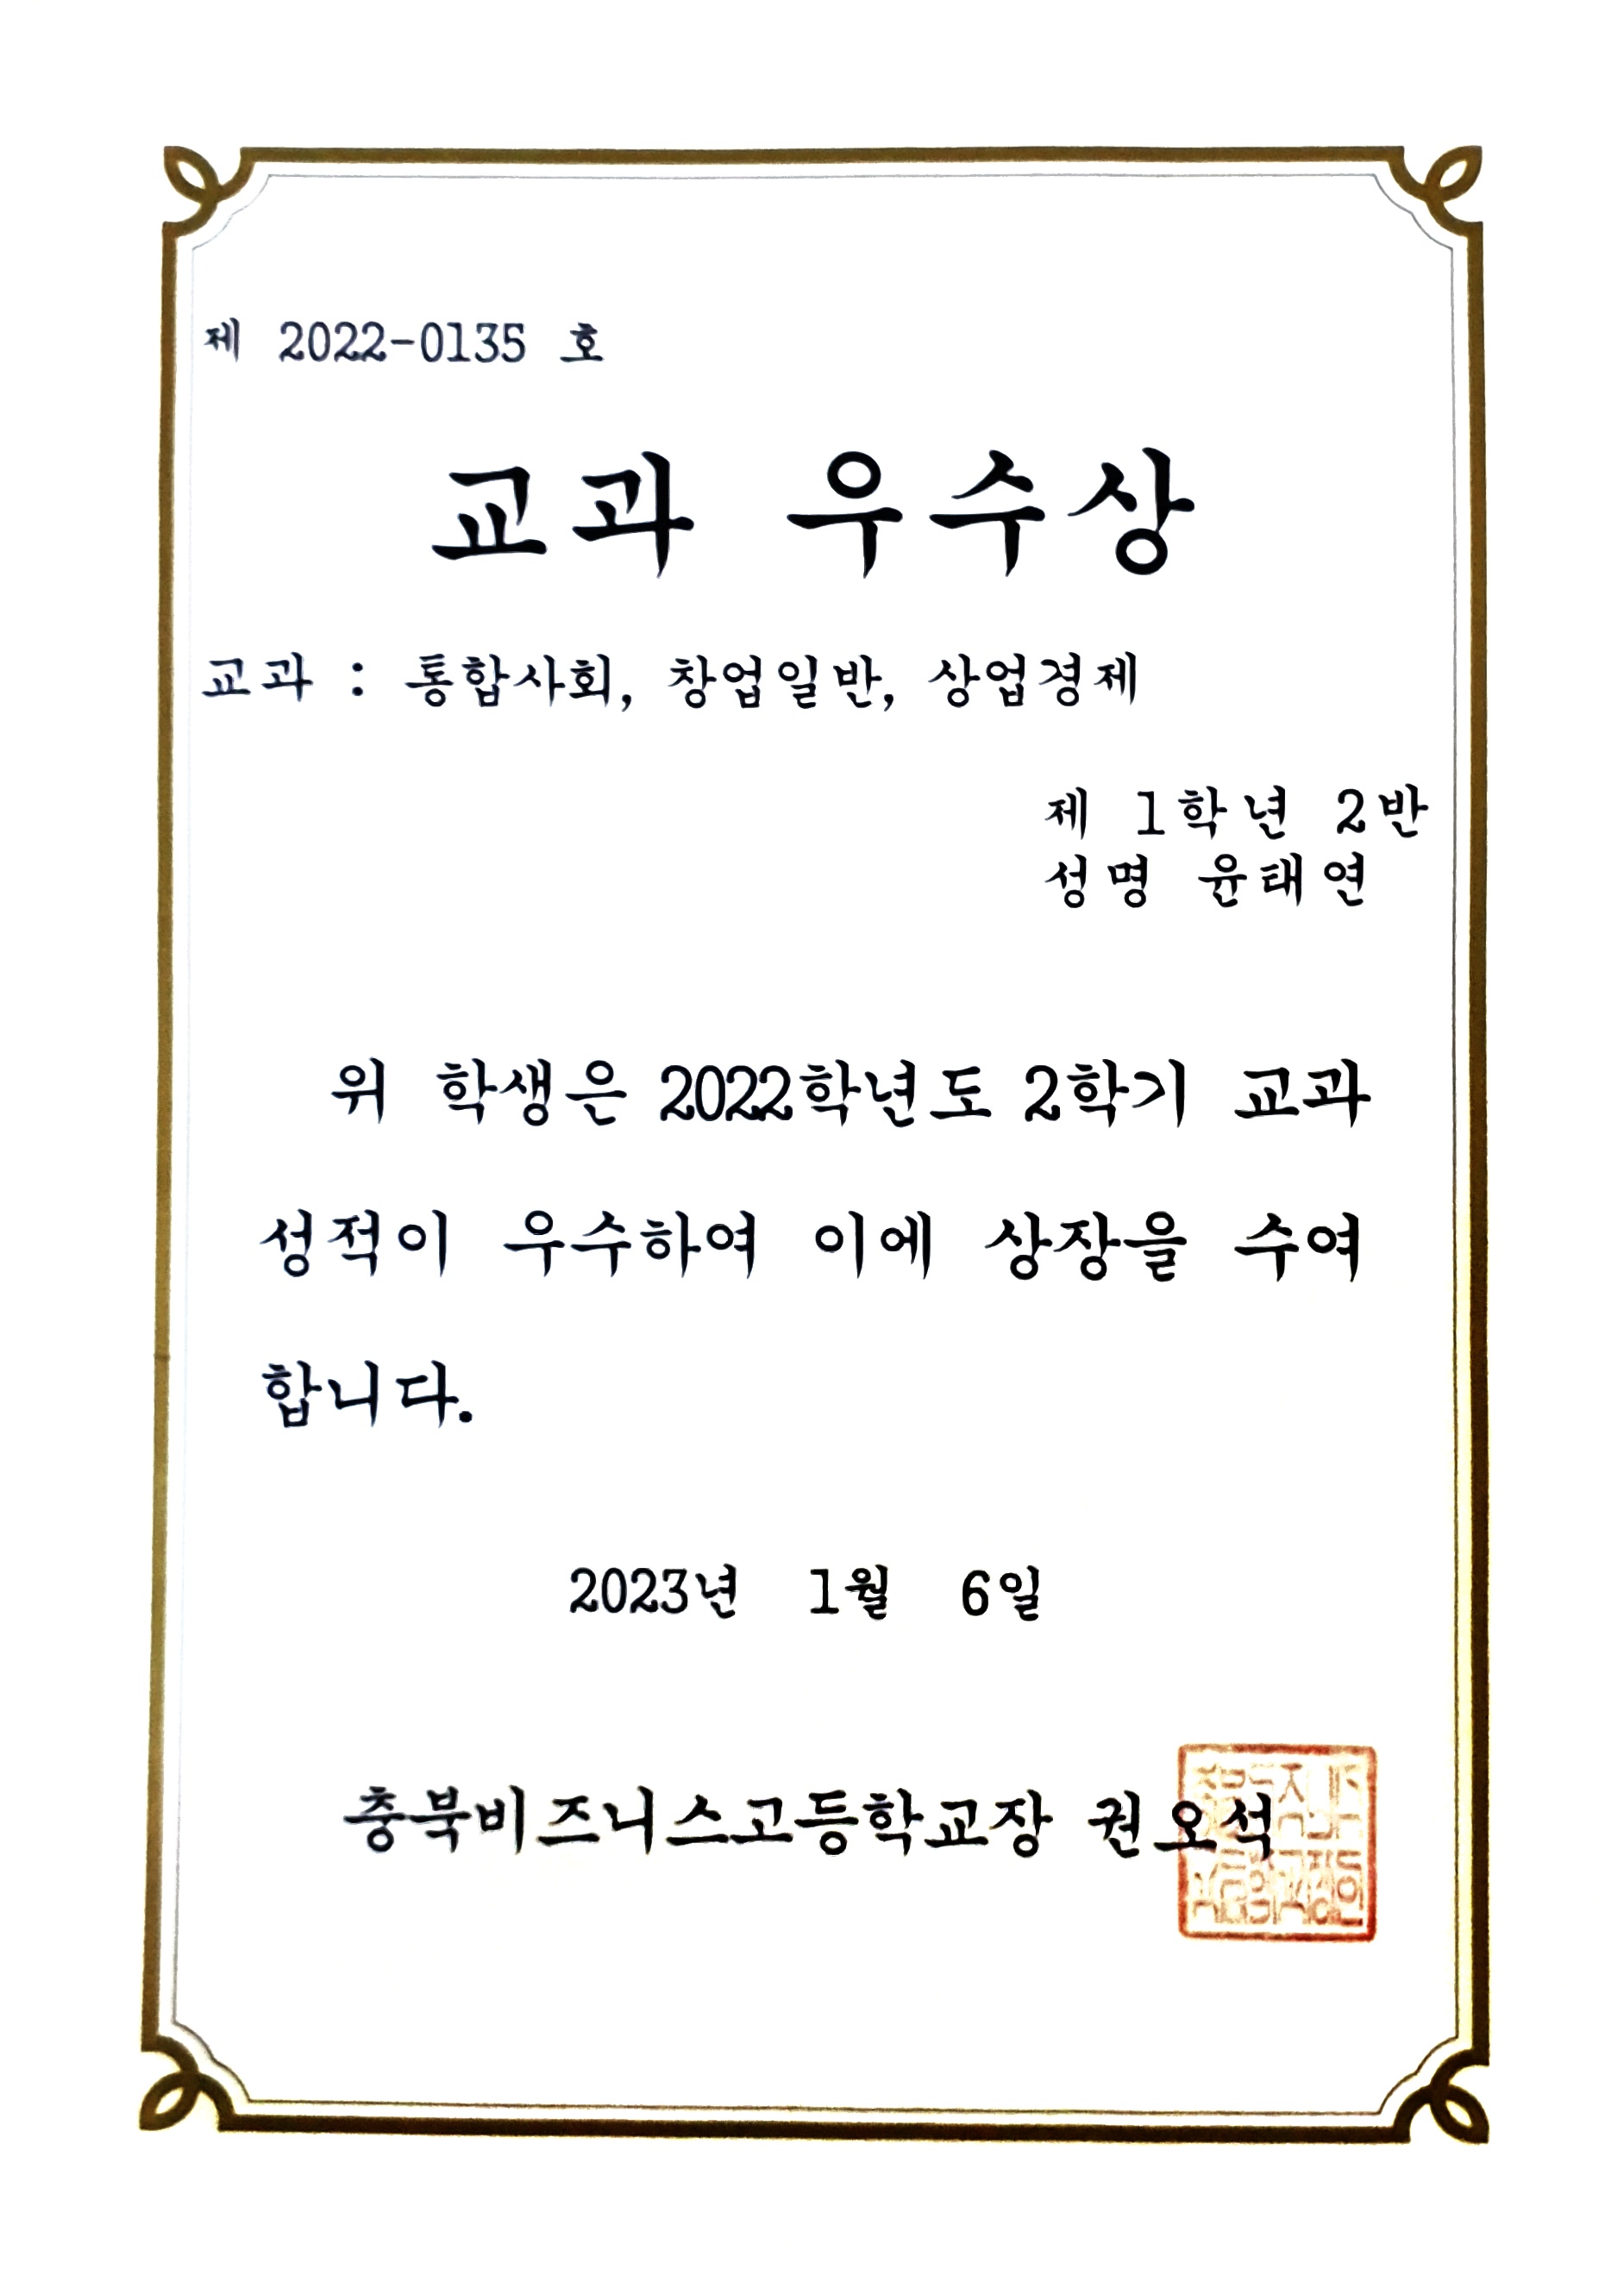 제 2022-0135 호
교과 우수상
교과 : 통합사회, 창업일반, 상업경제
제 1학년 2반
성명 윤태연
위 학생은 2022학년도 2학기 교과
성적이 우수하여 이에 상장을 수여
합니다.
2023년 1월 6일
충북비즈니스고등학교장 권오석